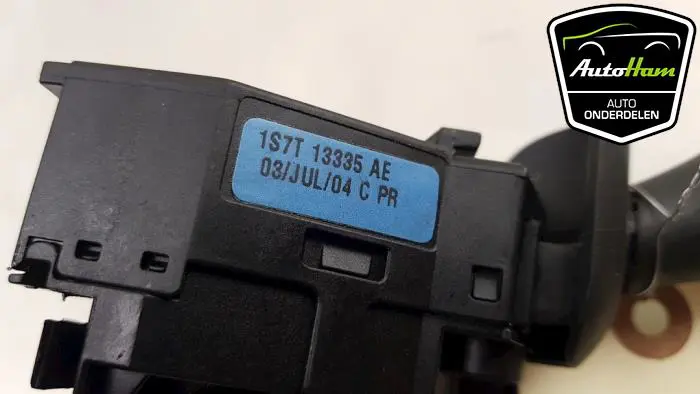 AutoHam
AUTO
ONDERDELEN
1S7T 13335 AE
03/JUL/04 C PR